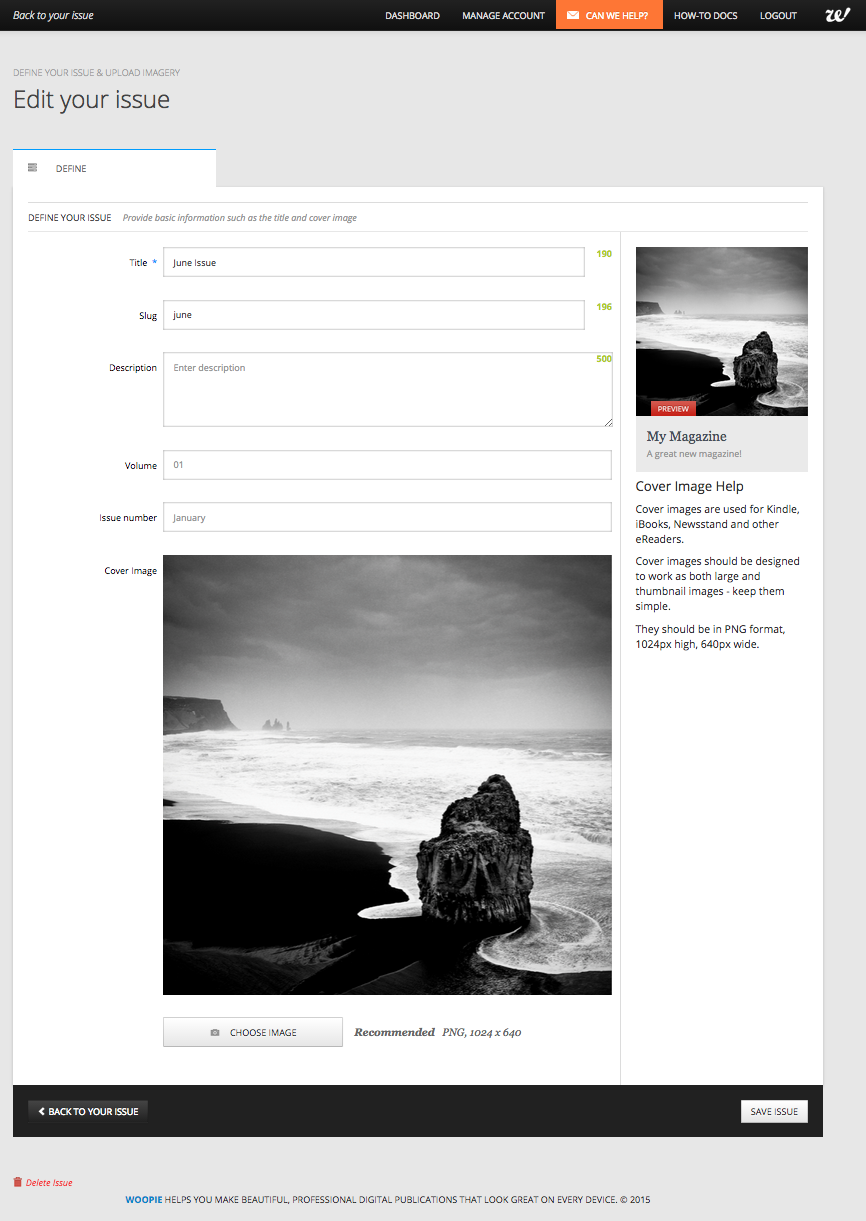 Back to your issue
DASHBOARD
MANAGE ACCOUNT
CAN WE HELP?
HOW-TO DOCS
LOGOUT
w!
DEFINE YOUR ISSUE & UPLOAD IMAGERY
Edit your issue
DEFINE
DEFINE YOUR ISSUE Provide basic information such as the title and cover image
Title *
June Issue
190
Slug
june
196
Description
Enter description
500
Volume
01
Issue number
January
Cover Image
CHOOSE IMAGE
Recommended PNG, 1024 x 640
PREVIEW
My Magazine
A great new magazine!
Cover Image Help
Cover images are used for Kindle,
iBooks, Newsstand and other
eReaders.
Cover images should be designed
to work as both large and
thumbnail images - keep them
simple.
They should be in PNG format,
1024px high, 640px wide.
BACK TO YOUR ISSUE
SAVE ISSUE
Delete Issue
WOOPIE HELPS YOU MAKE BEAUTIFUL, PROFESSIONAL DIGITAL PUBLICATIONS THAT LOOK GREAT ON EVERY DEVICE. © 2015